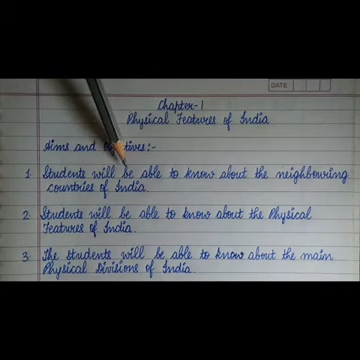 DATE
Chapter-1
Physical Features of India
Aims and Objectives:-
1. Students will be able to know about the neighbouring
countries of India.
2. Students will be able to know about the Physical
Features of India.
3. The students will be able to know about the main
Physical Divisions of India.